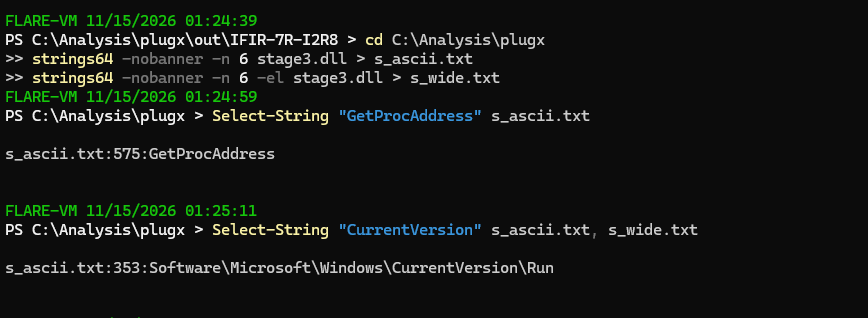 FLARE-VM 11/15/2026 01:24:39
PS C:\Analysis\plugx\out\IFIR-7R-I2R8 > cd C:\Analysis\plugx
>> strings64 -nobanner -n 6 stage3.dll > s_ascii.txt
>> strings64 -nobanner -n 6 -el stage3.dll > s_wide.txt
FLARE-VM 11/15/2026 01:24:59
PS C:\Analysis\plugx > Select-String "GetProcAddress" s_ascii.txt
s_ascii.txt:575:GetProcAddress
FLARE-VM 11/15/2026 01:25:11
PS C:\Analysis\plugx > Select-String "CurrentVersion" s_ascii.txt, s_wide.txt
s_ascii.txt:353:Software\Microsoft\Windows\CurrentVersion\Run